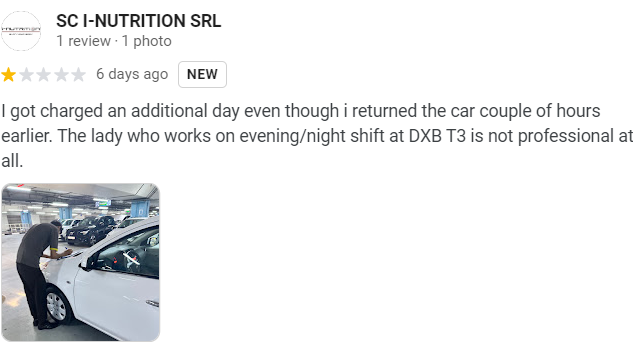 SC I-NUTRITION SRL
1 review · 1 photo
6 days ago NEW
I got charged an additional day even though i returned the car couple of hours
earlier. The lady who works on evening/night shift at DXB T3 is not professional at
all.